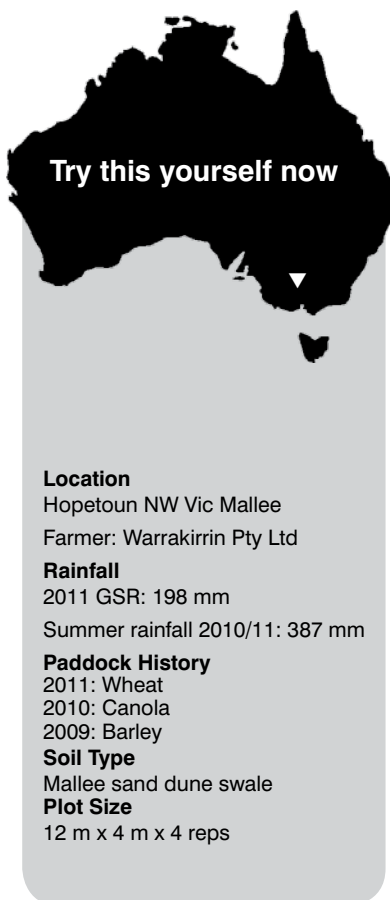 Try this yourself now
Location
Hopetoun NW Vic Mallee
Farmer: Warrakirrin Pty Ltd
Rainfall
2011 GSR: 198 mm
Summer rainfall 2010/11: 387 mm
Paddock History
2011: Wheat
2010: Canola
2009: Barley
Soil Type
Mallee sand dune swale
Plot Size
12 m x 4 m x 4 reps